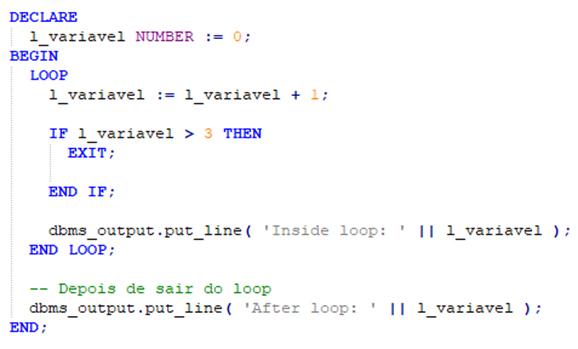 DECLARE
l_variavel NUMBER := 0;
BEGIN
LOOP
l_variavel := l_variavel + 1;
IF l_variavel > 3 THEN
EXIT;
END IF;
dbms_output.put_line( 'Inside loop: ' || l_variavel );
END LOOP;
-- Depois de sair do loop
dbms_output.put_line( 'After loop: ' || l_variavel );
END;